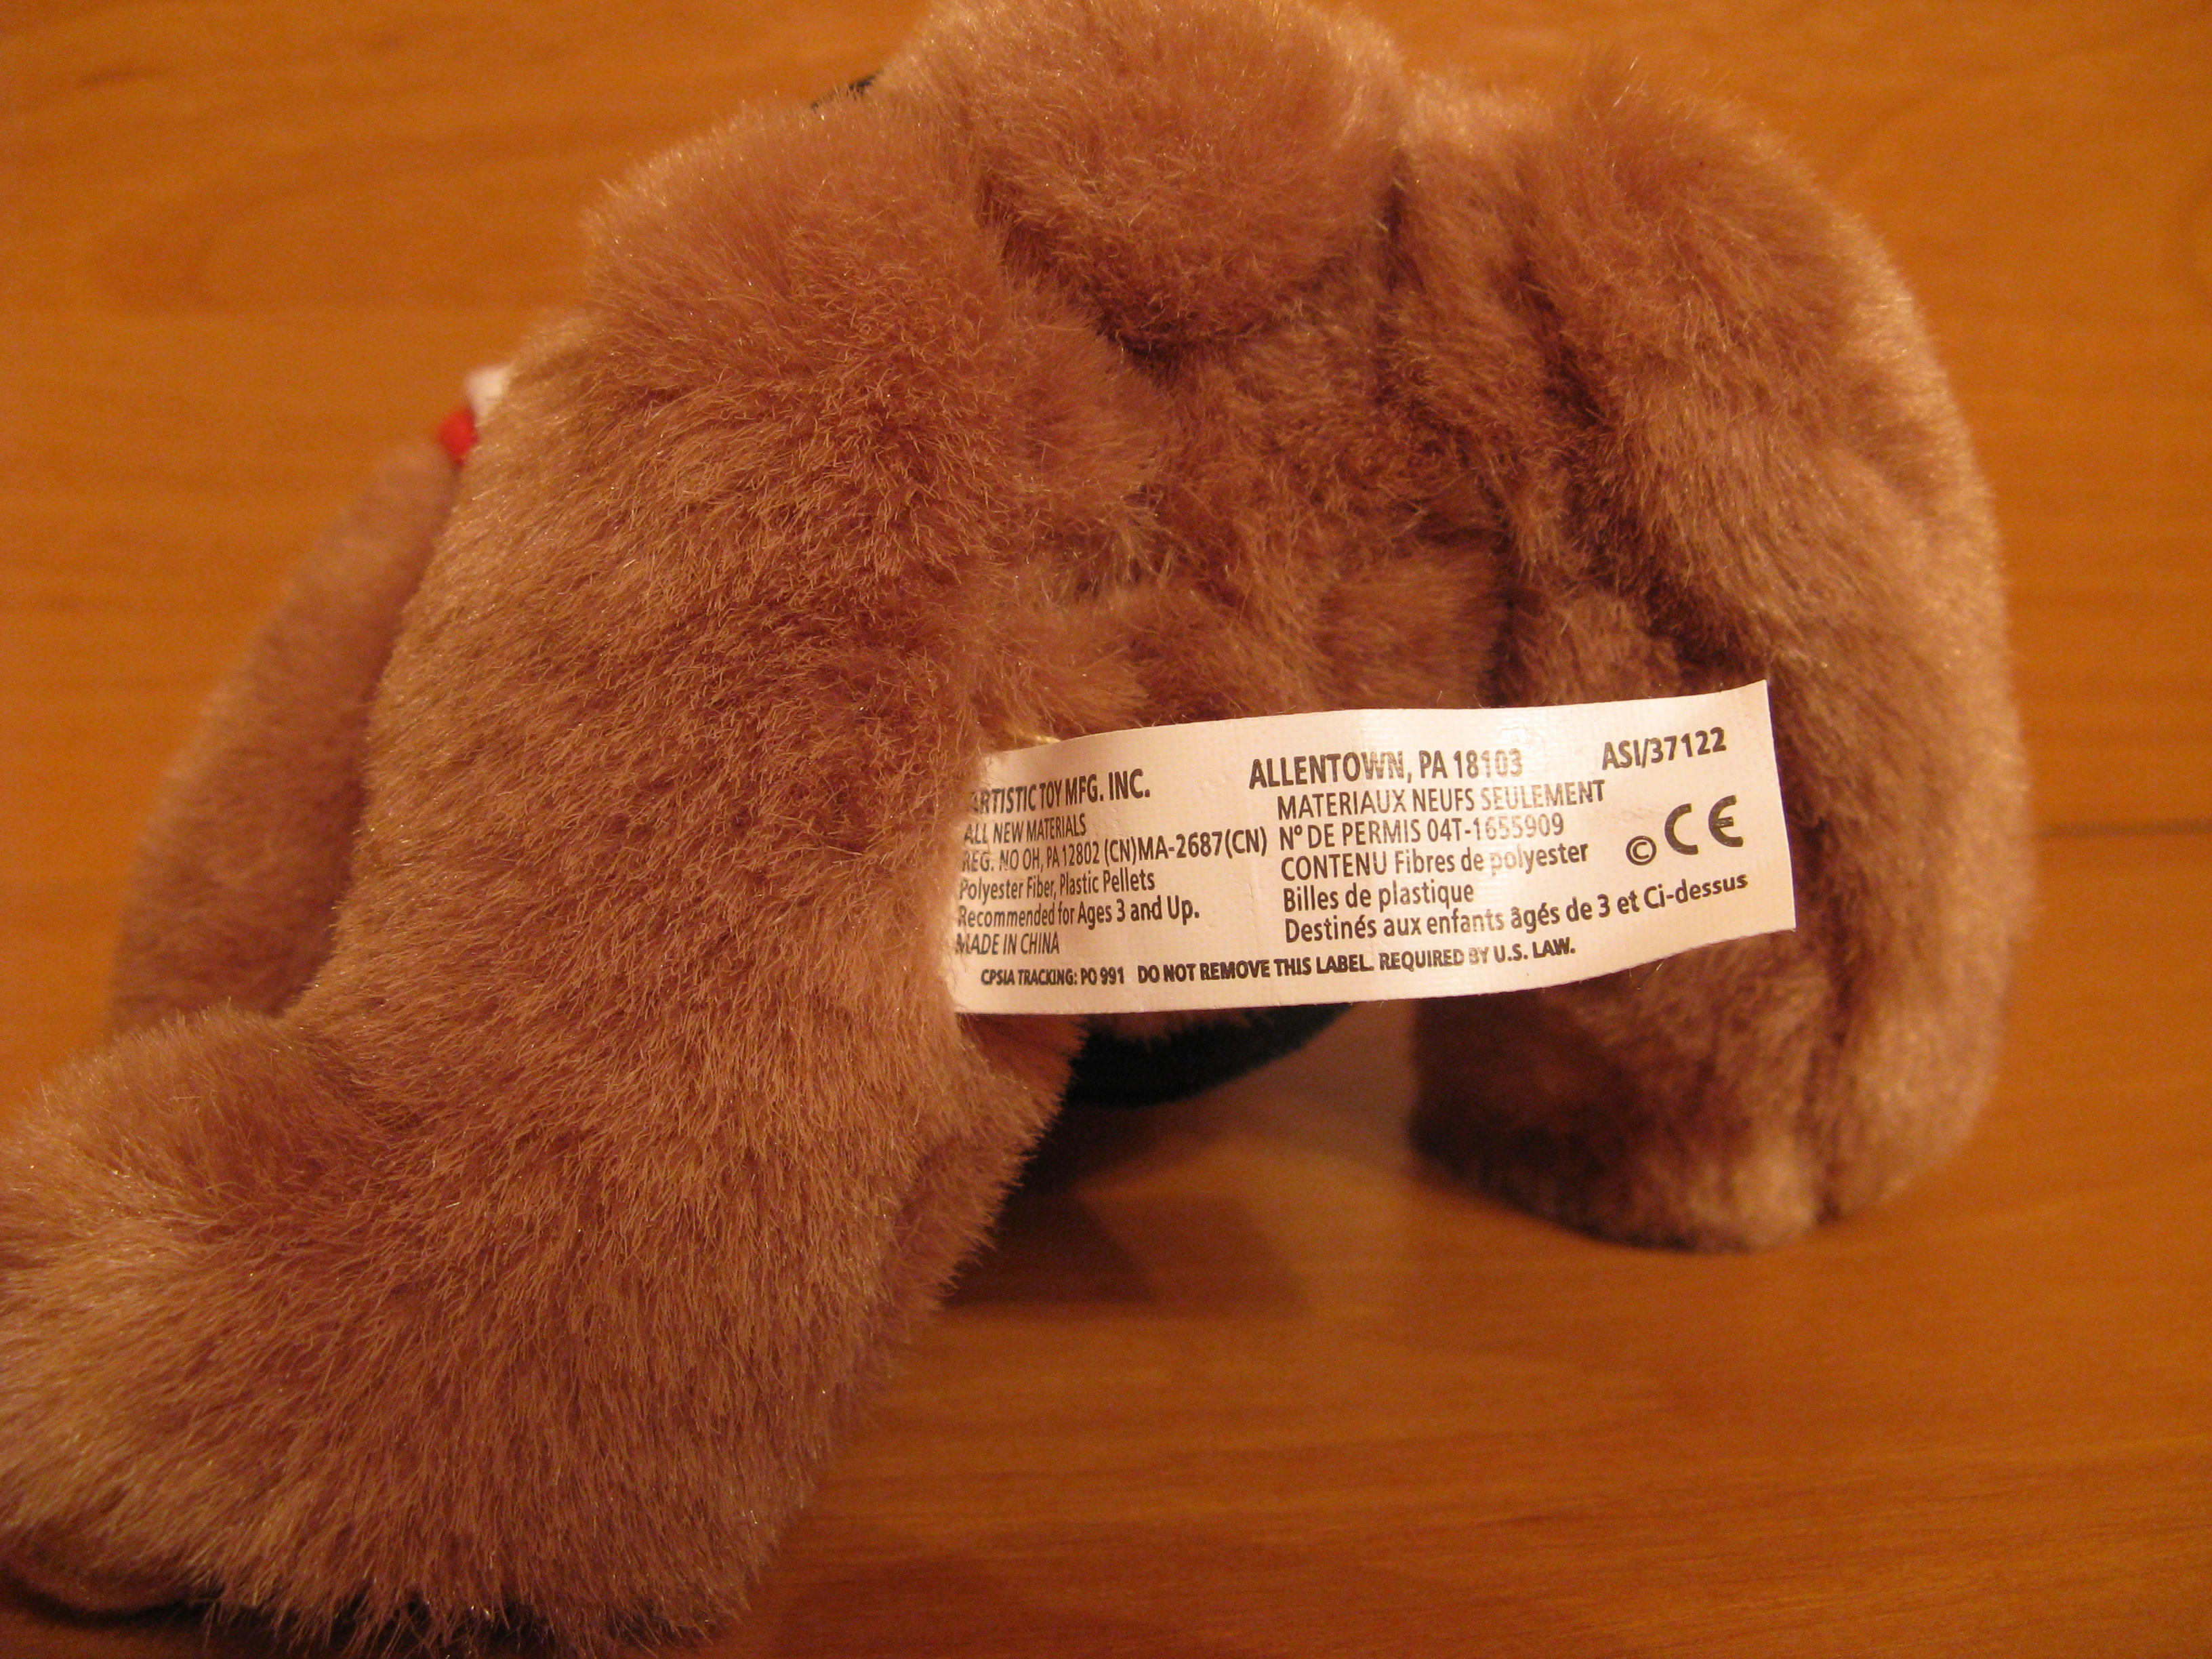 ARTISTIC TOY MFG. INC. ALLENTOWN, PA 18103 ASI/37122
ALL NEW MATERIALS
REG. NO OH, PA 12802 (CN)MA-2687(CN)
Polyester Fiber, Plastic Pellets
Recommended for Ages 3 and Up.
MADE IN CHINA
MATERIAUX NEUFS SEULEMENT
N° DE PERMIS 04T-1655909
CONTENU Fibres de polyester
Billes de plastique
Destinés aux enfants âgés de 3 et Ci-dessus
© CE
CPSIA TRACKING: PO 991 DO NOT REMOVE THIS LABEL. REQUIRED BY U.S. LAW.